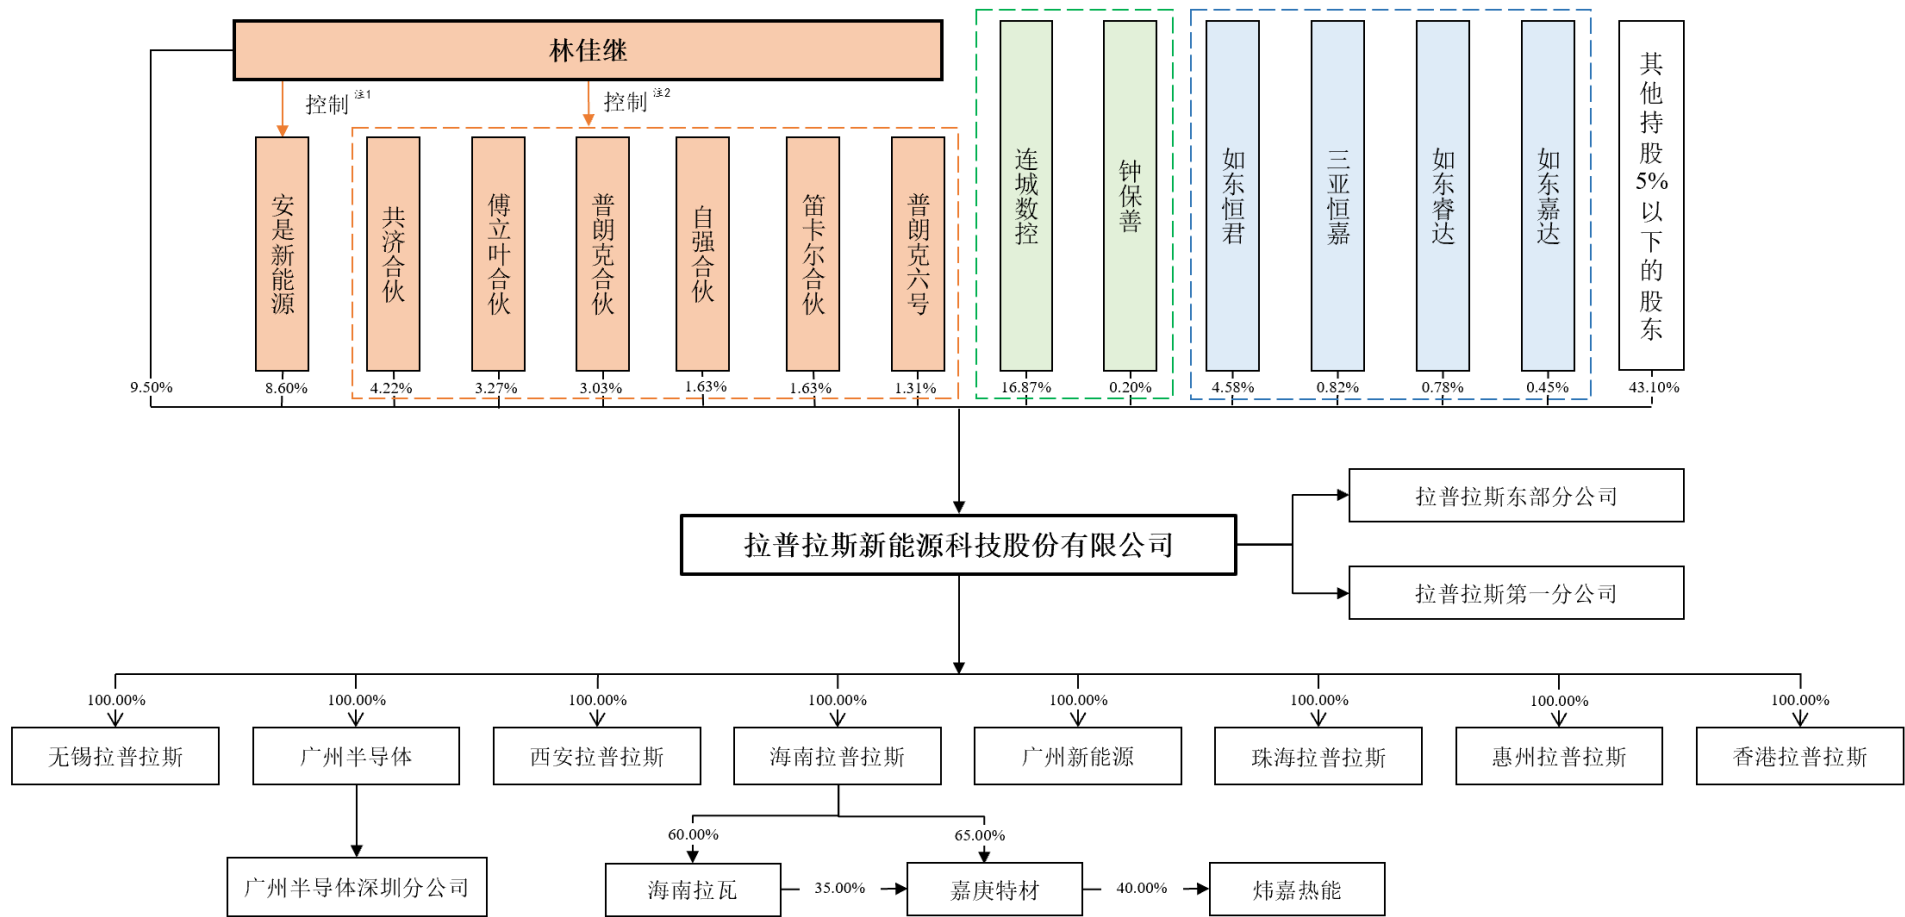 林佳继
控制注1
控制注2
安是新能源
共济合伙
傅立叶合伙
普朗克合伙
自强合伙
笛卡尔合伙
普朗克六号
连城数控
钟保善
如东恒君
三亚恒嘉
如东睿达
如东嘉达
其他持股5%以下的股东
9.50%
8.60%
4.22%
3.27%
3.03%
1.63%
1.63%
1.31%
16.87%
0.20%
4.58%
0.82%
0.78%
0.45%
43.10%
拉普拉斯新能源科技股份有限公司
拉普拉斯东部分公司
拉普拉斯第一分公司
100.00%
100.00%
100.00%
100.00%
100.00%
100.00%
100.00%
100.00%
无锡拉普拉斯
广州半导体
西安拉普拉斯
海南拉普拉斯
广州新能源
珠海拉普拉斯
惠州拉普拉斯
香港拉普拉斯
60.00%
65.00%
广州半导体深圳分公司
海南拉瓦
35.00%
嘉庚特材
40.00%
炜嘉热能